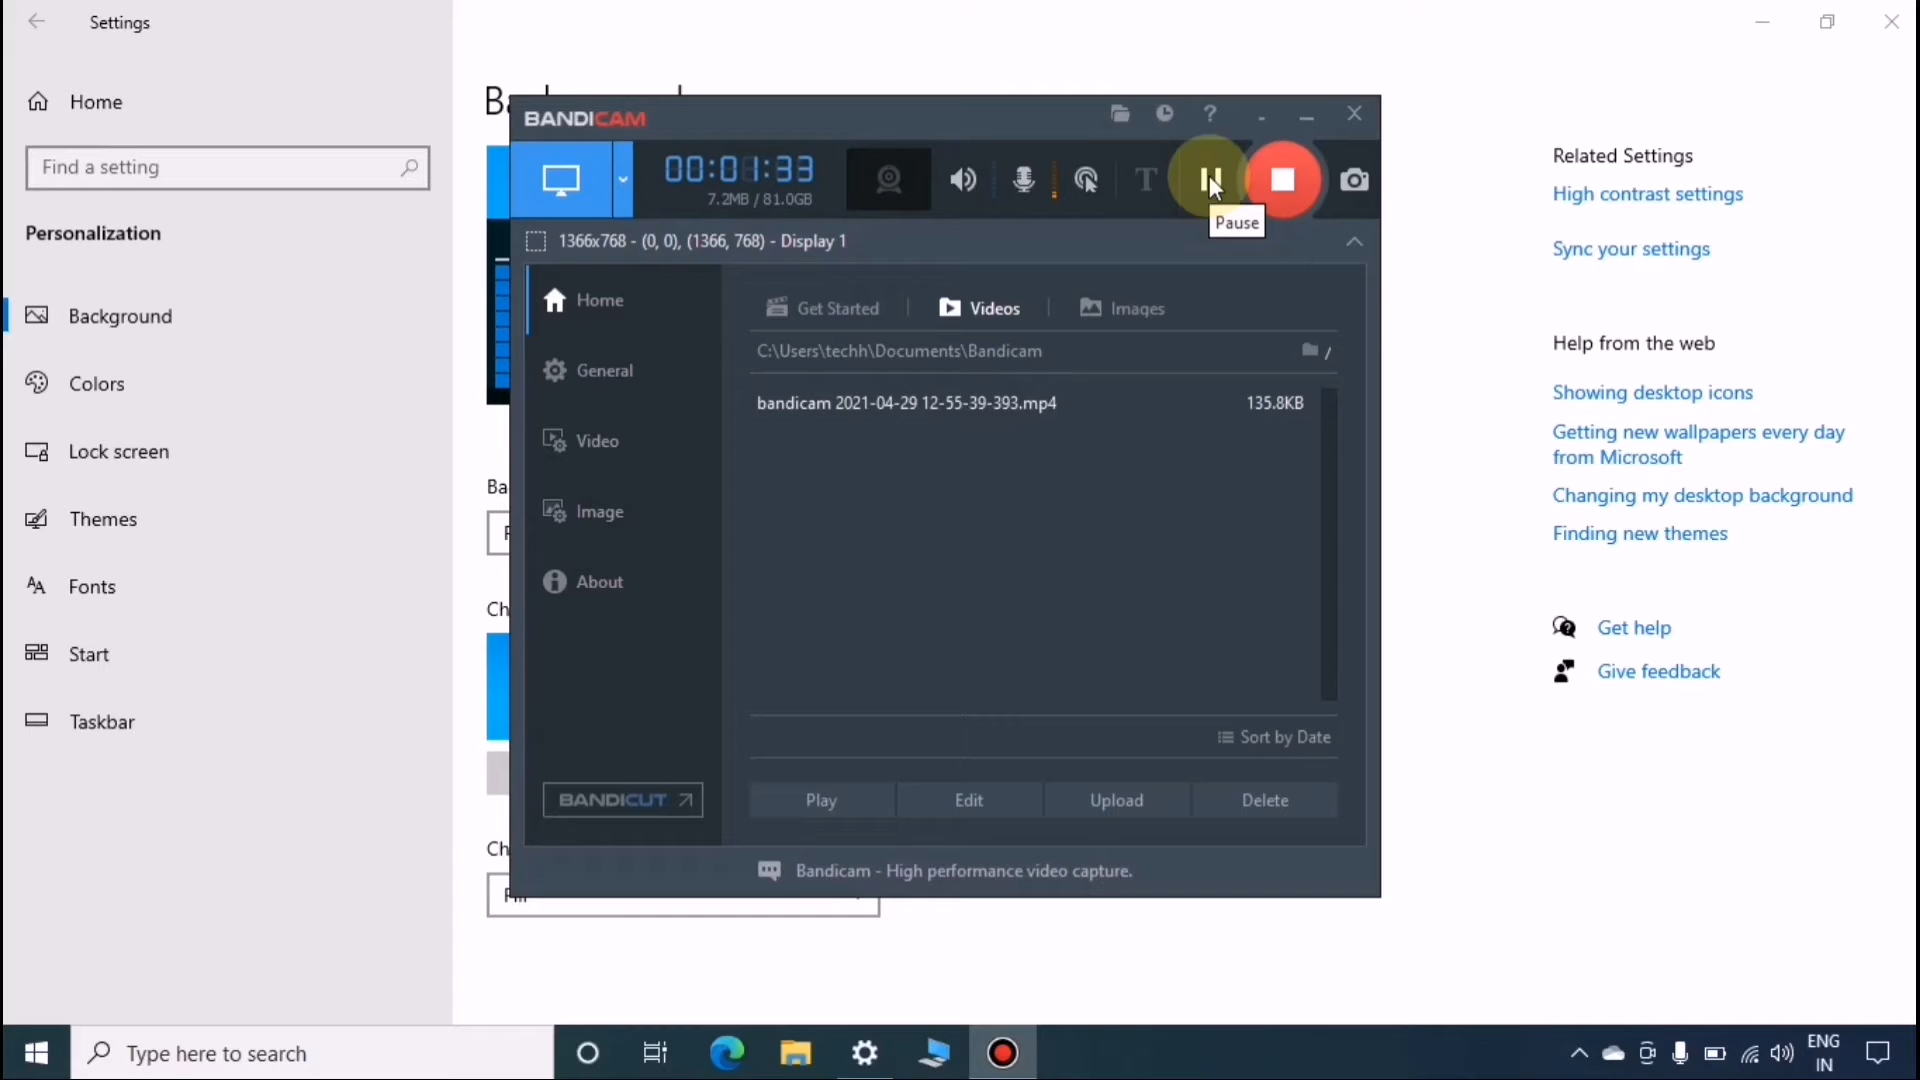 Settings
Home
Find a setting
Personalization
Background
Colors
Lock screen
Themes
Fonts
Start
Taskbar
BANDICAM
00:01:33
7.2MB / 81.0GB
T
Pause
1366x768 - (0, 0), (1366, 768) - Display 1
Home
General
Video
Image
About
BANDICUT
Get Started
Videos
Images
C:\Users\techh\Documents\Bandicam
/
bandicam 2021-04-29 12-55-39-393.mp4 135.8KB
Sort by Date
Play
Edit
Upload
Delete
Bandicam - High performance video capture.
Ba
Ch
Ch
Related Settings
High contrast settings
Sync your settings
Help from the web
Showing desktop icons
Getting new wallpapers every day
from Microsoft
Changing my desktop background
Finding new themes
Get help
Give feedback
Type here to search
ENG
IN